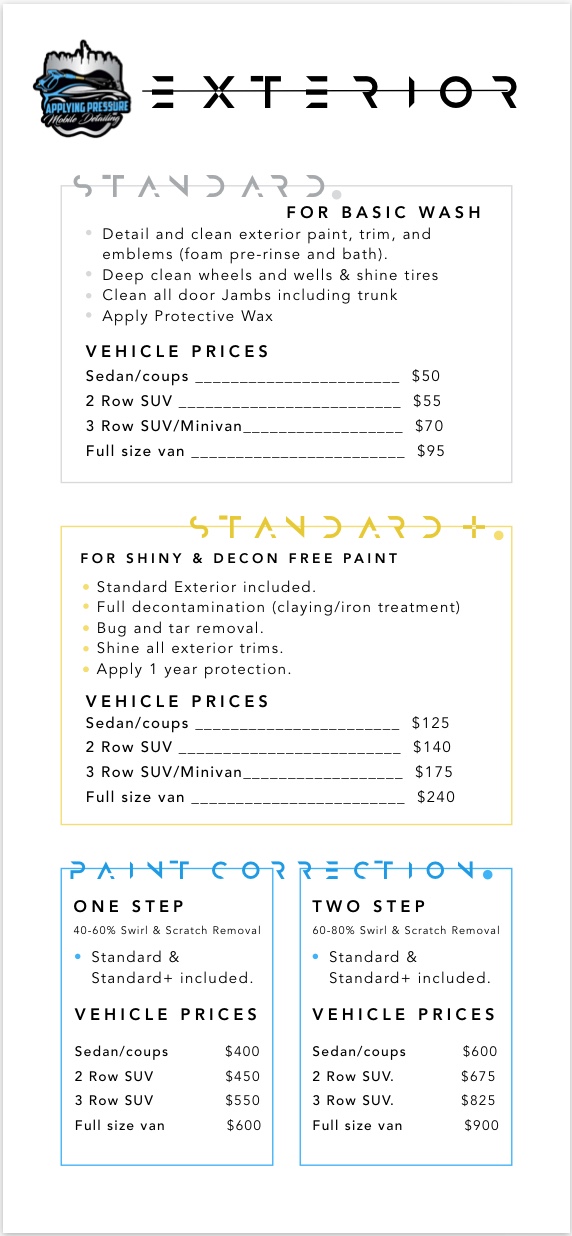 APPLYING PRESSURE
Mobile Detailing
EXTERIOR
STANDARD.
FOR BASIC WASH
Detail and clean exterior paint, trim, and
emblems (foam pre-rinse and bath).
Deep clean wheels and wells & shine tires
Clean all door Jambs including trunk
Apply Protective Wax
VEHICLE PRICES
Sedan/coups _______________________ $50
2 Row SUV _________________________ $55
3 Row SUV/Minivan__________________ $70
Full size van ________________________ $95
STANDARD+.
FOR SHINY & DECON FREE PAINT
Standard Exterior included.
Full decontamination (claying/iron treatment)
Bug and tar removal.
Shine all exterior trims.
Apply 1 year protection.
VEHICLE PRICES
Sedan/coups _______________________ $125
2 Row SUV _________________________ $140
3 Row SUV/Minivan__________________ $175
Full size van ________________________ $240
PAINT CORRECTION.
ONE STEP
40-60% Swirl & Scratch Removal
Standard &
Standard+ included.
VEHICLE PRICES
Sedan/coups $400
2 Row SUV $450
3 Row SUV $550
Full size van $600
TWO STEP
60-80% Swirl & Scratch Removal
Standard &
Standard+ included.
VEHICLE PRICES
Sedan/coups $600
2 Row SUV. $675
3 Row SUV. $825
Full size van $900